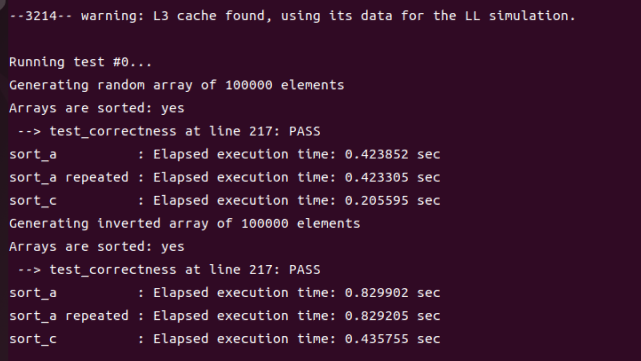 --3214-- warning: L3 cache found, using its data for the LL simulation.
Running test #0...
Generating random array of 100000 elements
Arrays are sorted: yes
 --> test_correctness at line 217: PASS
sort_a          : Elapsed execution time: 0.423852 sec
sort_a repeated : Elapsed execution time: 0.423305 sec
sort_c          : Elapsed execution time: 0.205595 sec
Generating inverted array of 100000 elements
Arrays are sorted: yes
 --> test_correctness at line 217: PASS
sort_a          : Elapsed execution time: 0.829902 sec
sort_a repeated : Elapsed execution time: 0.829205 sec
sort_c          : Elapsed execution time: 0.435755 sec